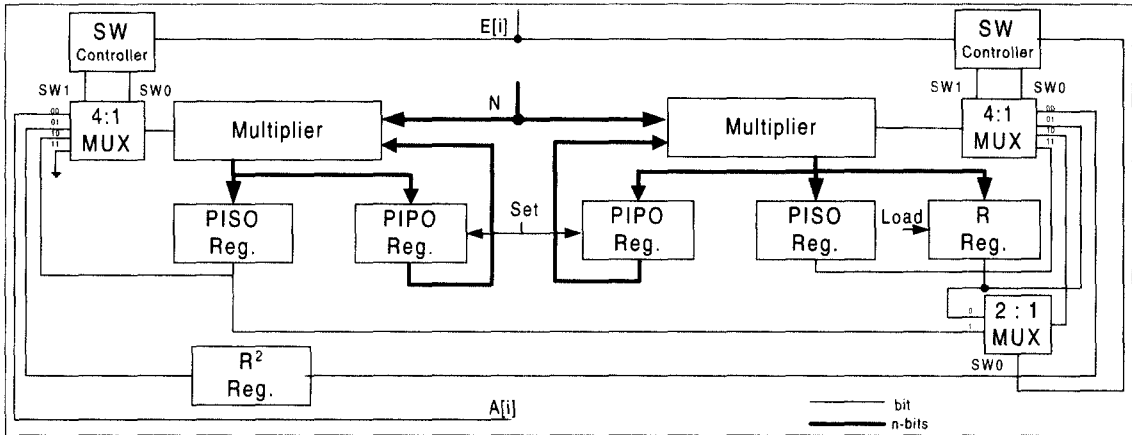 E[i]
SW
Controller
SW
Controller
SW1
SW0
SW1
SW0
N
00
01
10
11
4:1
MUX
Multiplier
Multiplier
4:1
MUX
00
01
10
11
PISO
Reg.
PIPO
Reg.
Set
PIPO
Reg.
PISO
Reg.
Load
R
Reg.
0
1
2 : 1
MUX
SW0
R²
Reg.
A[i]
bit
n-bits